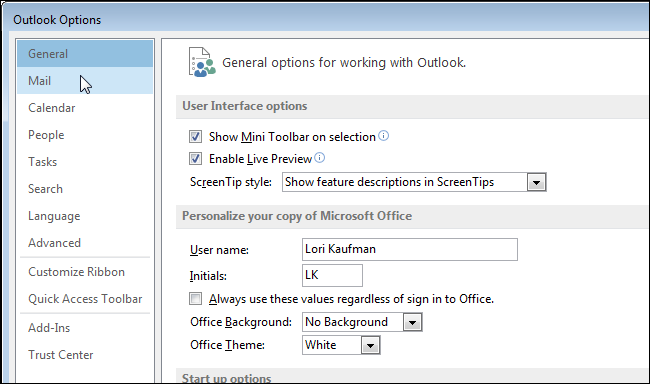 Outlook Options
General
Mail
Calendar
People
Tasks
Search
Language
Advanced
Customize Ribbon
Quick Access Toolbar
Add-Ins
Trust Center
General options for working with Outlook.
User Interface options
Show Mini Toolbar on selection
Enable Live Preview
ScreenTip style: Show feature descriptions in ScreenTips
Personalize your copy of Microsoft Office
User name: Lori Kaufman
Initials: LK
Always use these values regardless of sign in to Office.
Office Background: No Background
Office Theme: White
Start up options